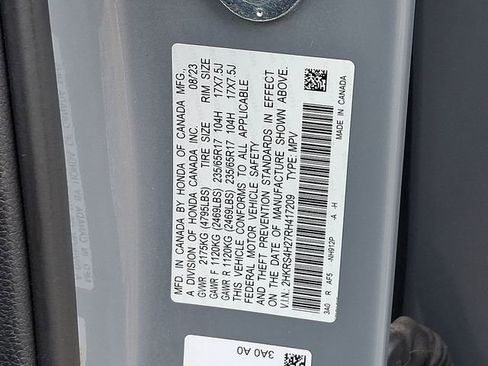 MFD. IN CANADA BY HONDA OF CANADA MFG.,
A DIVISION OF HONDA CANADA INC. 08/23
GVWR 2175KG (4795LBS) TIRE SIZE RIM SIZE
GAWR F 1120KG (2469LBS) 235/65R17 104H 17X7.5J
GAWR R 1120KG (2469LBS) 235/65R17 104H 17X7.5J
THIS VEHICLE CONFORMS TO ALL APPLICABLE
FEDERAL MOTOR VEHICLE SAFETY
AND THEFT PREVENTION STANDARDS IN EFFECT
ON THE DATE OF MANUFACTURE SHOWN ABOVE.
V.I.N.: 2HKRS4H27RH417209 TYPE: MPV
3A0 R AF5 -NH912P -A -H MADE IN CANADA
3A0 A0